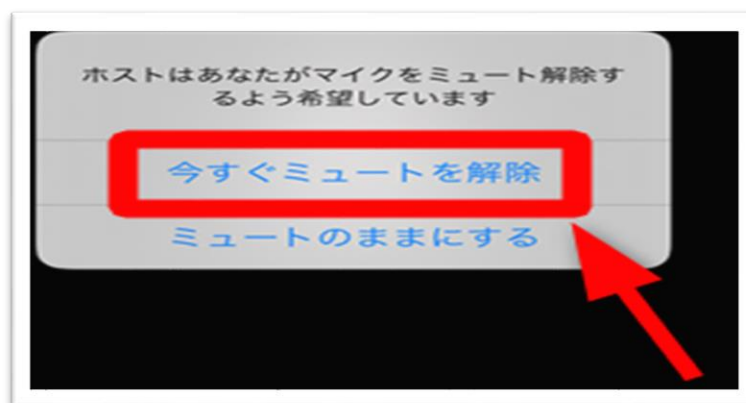 ホストはあなたがマイクをミュート解除す
るよう希望しています
今すぐミュートを解除
ミュートのままにする